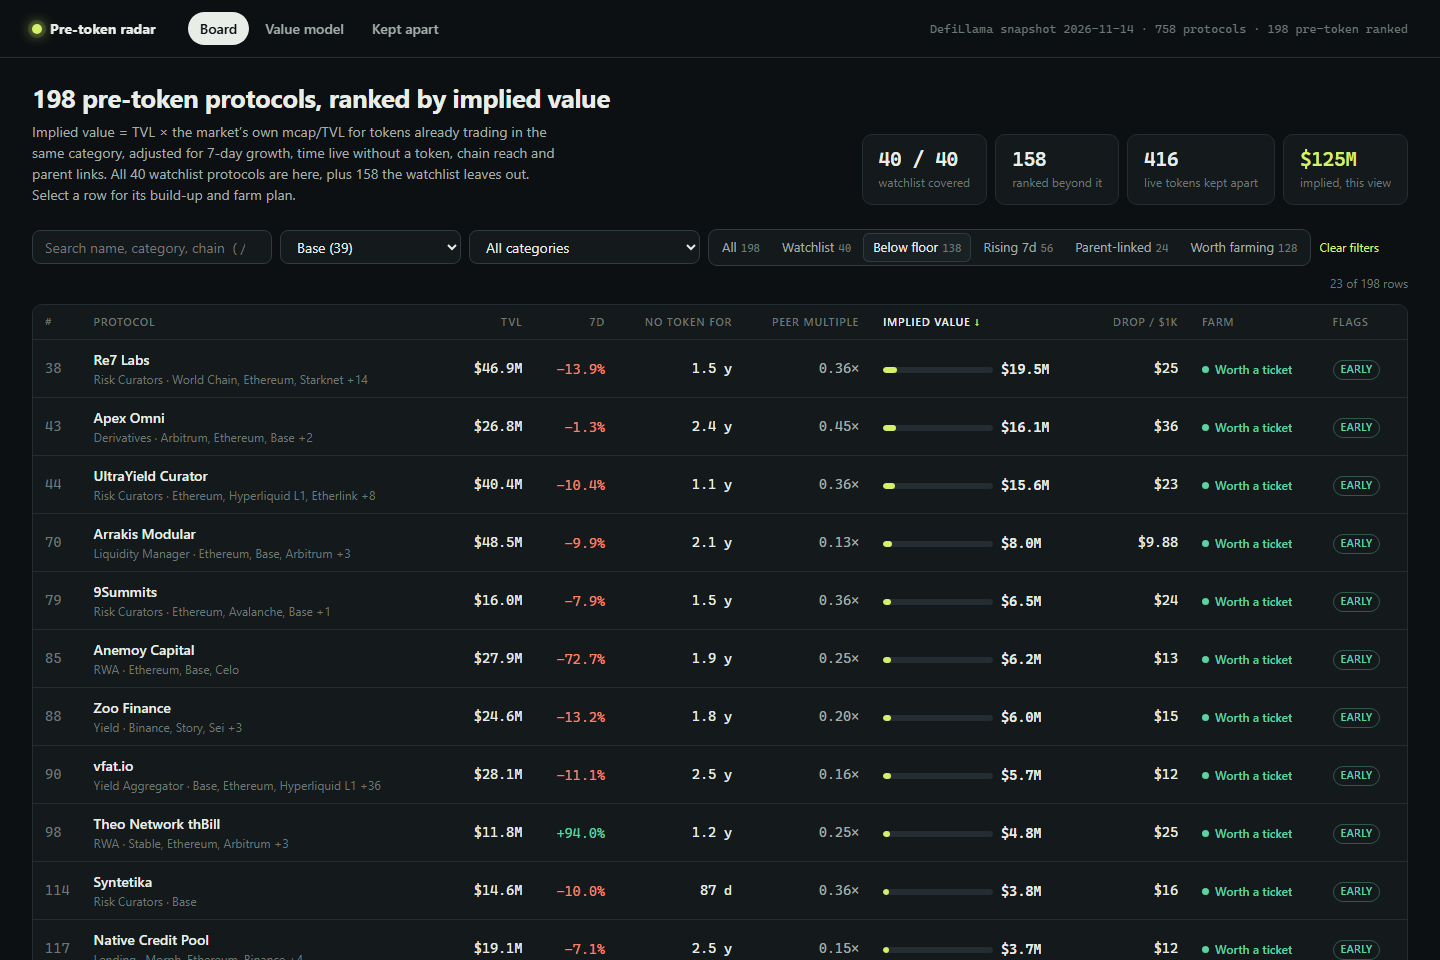 Pre-token radar
Board
Value model
Kept apart
DefiLlama snapshot 2026-11-14 · 758 protocols · 198 pre-token ranked
198 pre-token protocols, ranked by implied value
Implied value = TVL × the market's own mcap/TVL for tokens already trading in the
same category, adjusted for 7-day growth, time live without a token, chain reach and
parent links. All 40 watchlist protocols are here, plus 158 the watchlist leaves out.
Select a row for its build-up and farm plan.
40 / 40
watchlist covered
158
ranked beyond it
416
live tokens kept apart
$125M
implied, this view
Search name, category, chain ( /
Base (39)
All categories
All 198
Watchlist 40
Below floor 138
Rising 7d 56
Parent-linked 24
Worth farming 128
Clear filters
23 of 198 rows
# PROTOCOL TVL 7D NO TOKEN FOR PEER MULTIPLE IMPLIED VALUE ↓ DROP / $1K FARM FLAGS
38 Re7 Labs $46.9M −13.9% 1.5 y 0.36× $19.5M $25 Worth a ticket EARLY
Risk Curators · World Chain, Ethereum, Starknet +14
43 Apex Omni $26.8M −1.3% 2.4 y 0.45× $16.1M $36 Worth a ticket EARLY
Derivatives · Arbitrum, Ethereum, Base +2
44 UltraYield Curator $40.4M −10.4% 1.1 y 0.36× $15.6M $23 Worth a ticket EARLY
Risk Curators · Ethereum, Hyperliquid L1, Etherlink +8
70 Arrakis Modular $48.5M −9.9% 2.1 y 0.13× $8.0M $9.88 Worth a ticket EARLY
Liquidity Manager · Ethereum, Base, Arbitrum +3
79 9Summits $16.0M −7.9% 1.5 y 0.36× $6.5M $24 Worth a ticket EARLY
Risk Curators · Ethereum, Avalanche, Base +1
85 Anemoy Capital $27.9M −72.7% 1.9 y 0.25× $6.2M $13 Worth a ticket EARLY
RWA · Ethereum, Base, Celo
88 Zoo Finance $24.6M −13.2% 1.8 y 0.20× $6.0M $15 Worth a ticket EARLY
Yield · Binance, Story, Sei +3
90 vfat.io $28.1M −11.1% 2.5 y 0.16× $5.7M $12 Worth a ticket EARLY
Yield Aggregator · Base, Ethereum, Hyperliquid L1 +36
98 Theo Network thBill $11.8M +94.0% 1.2 y 0.25× $4.8M $25 Worth a ticket EARLY
RWA · Stable, Ethereum, Arbitrum +3
114 Syntetika $14.6M −10.0% 87 d 0.36× $3.8M $16 Worth a ticket EARLY
Risk Curators · Base
117 Native Credit Pool $19.1M −7.1% 2.5 y 0.15× $3.7M $12 Worth a ticket EARLY
Lending · Morph, Ethereum, Binance +4